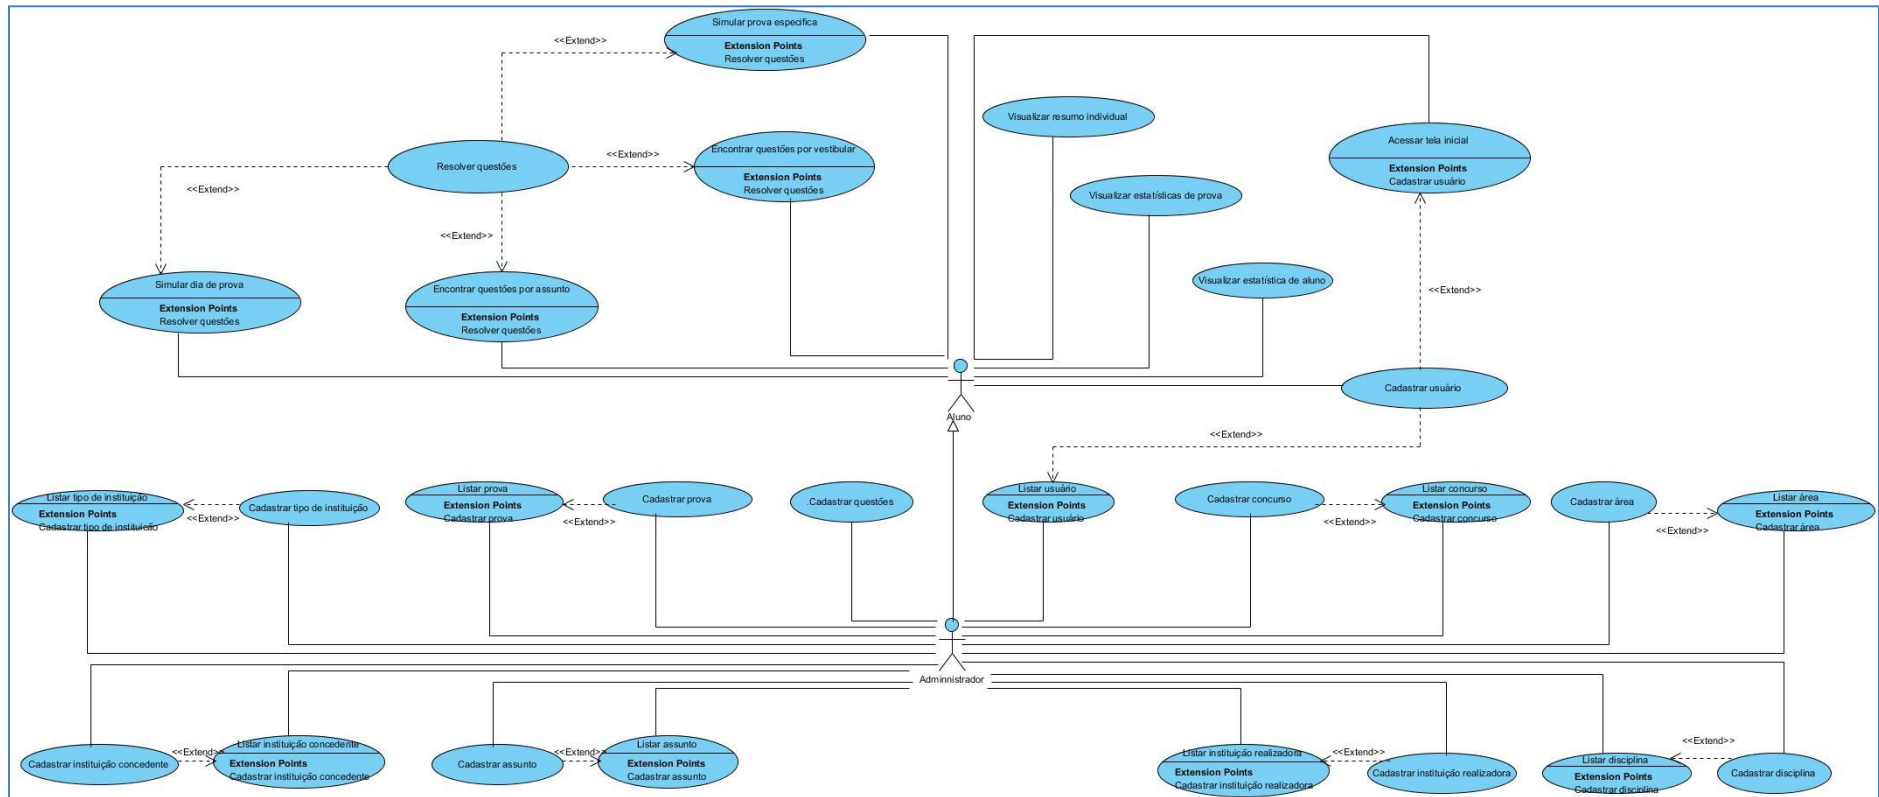 Simular prova especifica
Extension Points
Resolver questões
<<Extend>>
Visualizar resumo individual
Acessar tela inicial
Extension Points
Cadastrar usuário
Encontrar questões por vestibular
Extension Points
Resolver questões
<<Extend>>
Resolver questões
<<Extend>>
Visualizar estatísticas de prova
<<Extend>>
Simular dia de prova
Extension Points
Resolver questões
Encontrar questões por assunto
Extension Points
Resolver questões
Visualizar estatística de aluno
<<Extend>>
Cadastrar usuário
Aluno
<<Extend>>
Listar tipo de instituição
Extension Points
Cadastrar tipo de instituição
<<Extend>>
Cadastrar tipo de instituição
Listar prova
Extension Points
Cadastrar prova
<<Extend>>
Cadastrar prova
.Cadastrar questões
Listar usuário
Extension Points
Cadastrar usuário
Cadastrar concurso
<<Extend>>
Listar concurso
Extension Points
Cadastrar concurso
Cadastrar área
<<Extend>>
Listar área
Extension Points
Cadastrar área
Adminnistrador
Cadastrar instituição concedente
<<Extend>>
Listar instituição concedente
Extension Points
Cadastrar instituição concedente
Cadastrar assunto
<<Extend>>
Listar assunto
Extension Points
Cadastrar assunto
Listar instituição realizadora
Extension Points
Cadastrar instituição realizadora
<<Extend>>
Cadastrar instituição realizadora
Listar disciplina
Extension Points
Cadastrar disciplina
<<Extend>>
Cadastrar disciplina